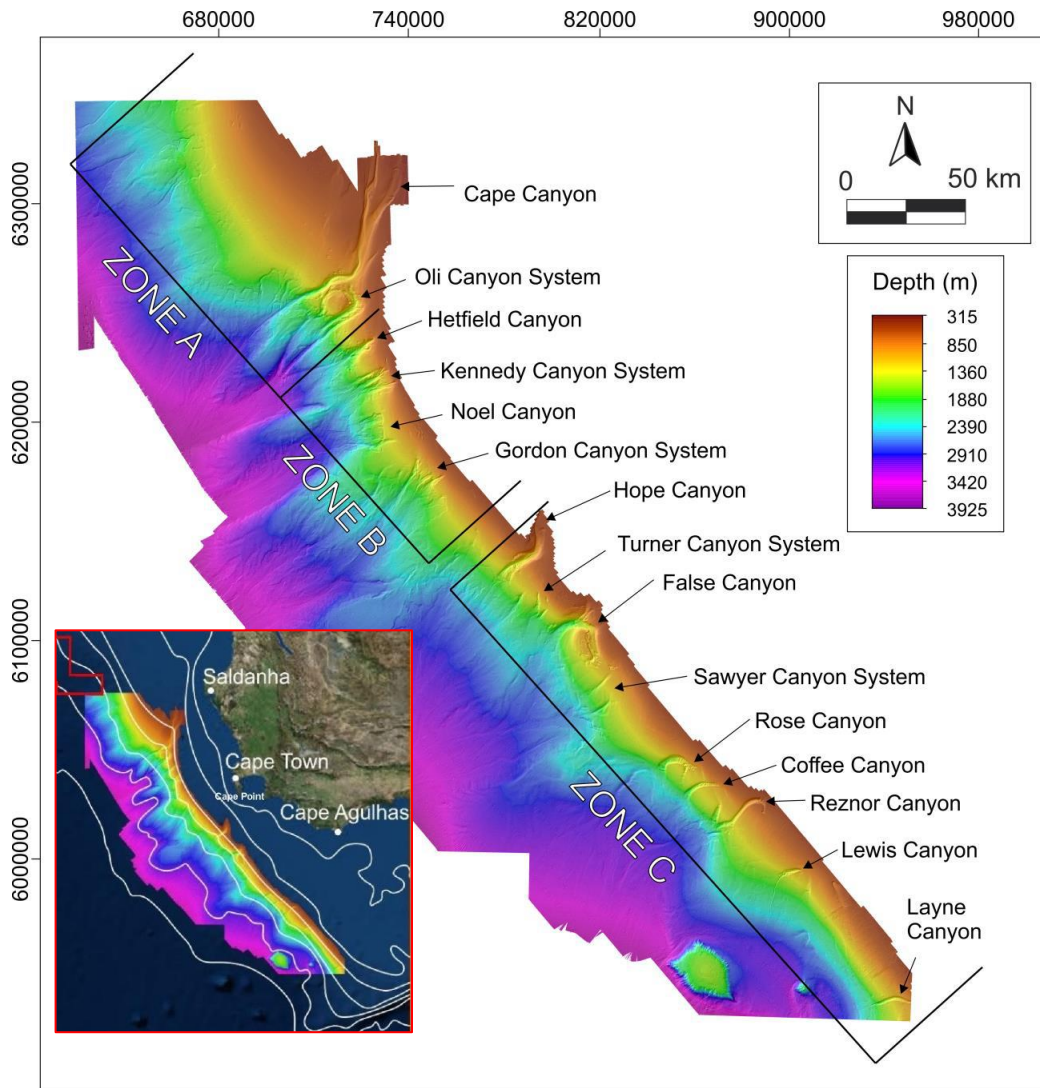 680000 740000 820000 900000 980000
6300000
6200000
6100000
6000000
N
0 50 km
Depth (m)
315
850
1360
1880
2390
2910
3420
3925
Cape Canyon
Oli Canyon System
Hetfield Canyon
Kennedy Canyon System
Noel Canyon
Gordon Canyon System
Hope Canyon
Turner Canyon System
False Canyon
Sawyer Canyon System
Rose Canyon
Coffee Canyon
Reznor Canyon
Lewis Canyon
Layne
Canyon
ZONE A
ZONE B
ZONE C
Saldanha
Cape Town
Cape Point
Cape Agulhas